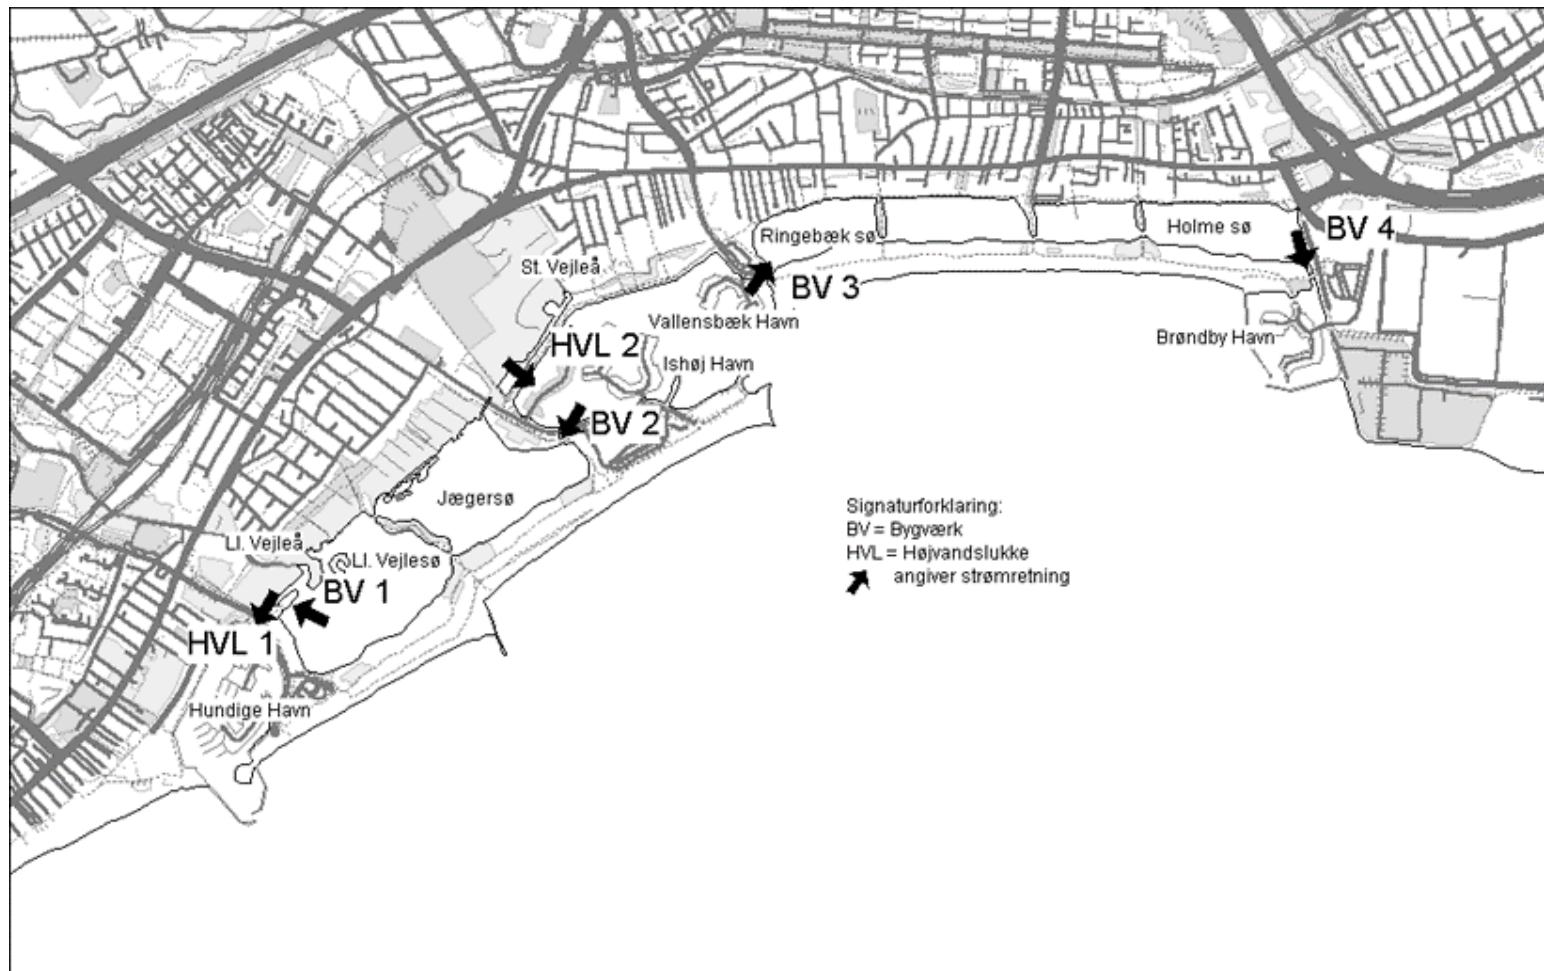 Ringebæk sø
Holme sø
BV 4
St. Vejleå
BV 3
Vallensbæk Havn
HVL 2
Ishøj Havn
Brøndby Havn
BV 2
Jægersø
Signaturforklaring:
BV = Bygværk
HVL = Højvandslukke
angiver strømretning
Ll. Vejleå
Ll. Vejlesø
BV 1
HVL 1
Hundige Havn